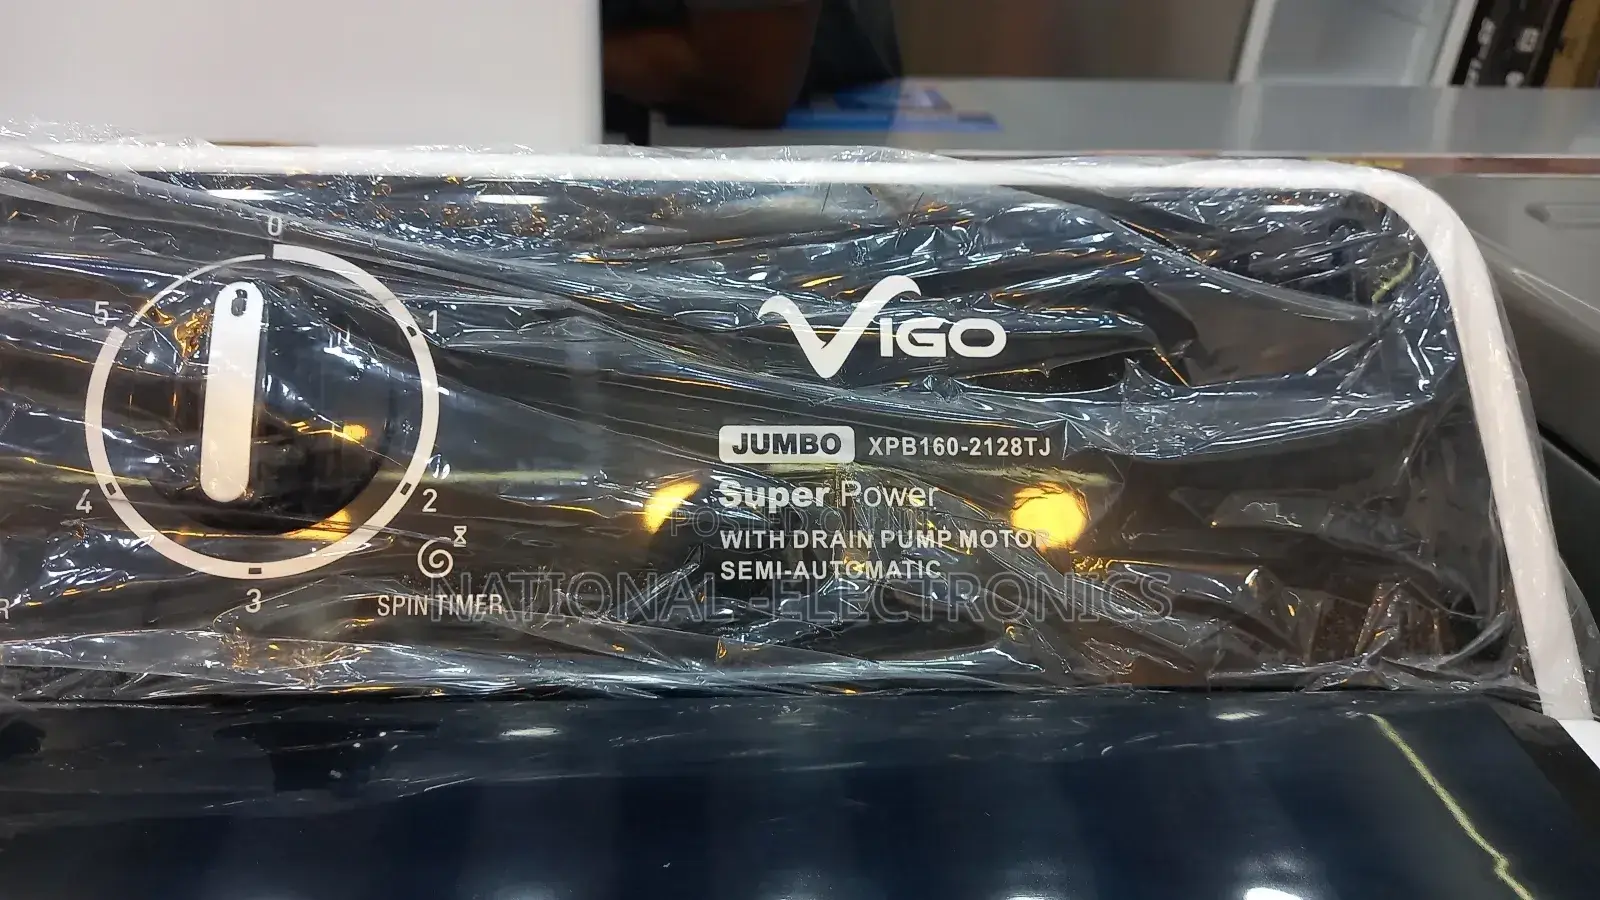 0
5
1
4
2
3
SPIN TIMER
VIGO
JUMBO XPB160-2128TJ
Super Power
WITH DRAIN PUMP MOTOR
SEMI-AUTOMATIC
NATIONAL-ELECTRONICS